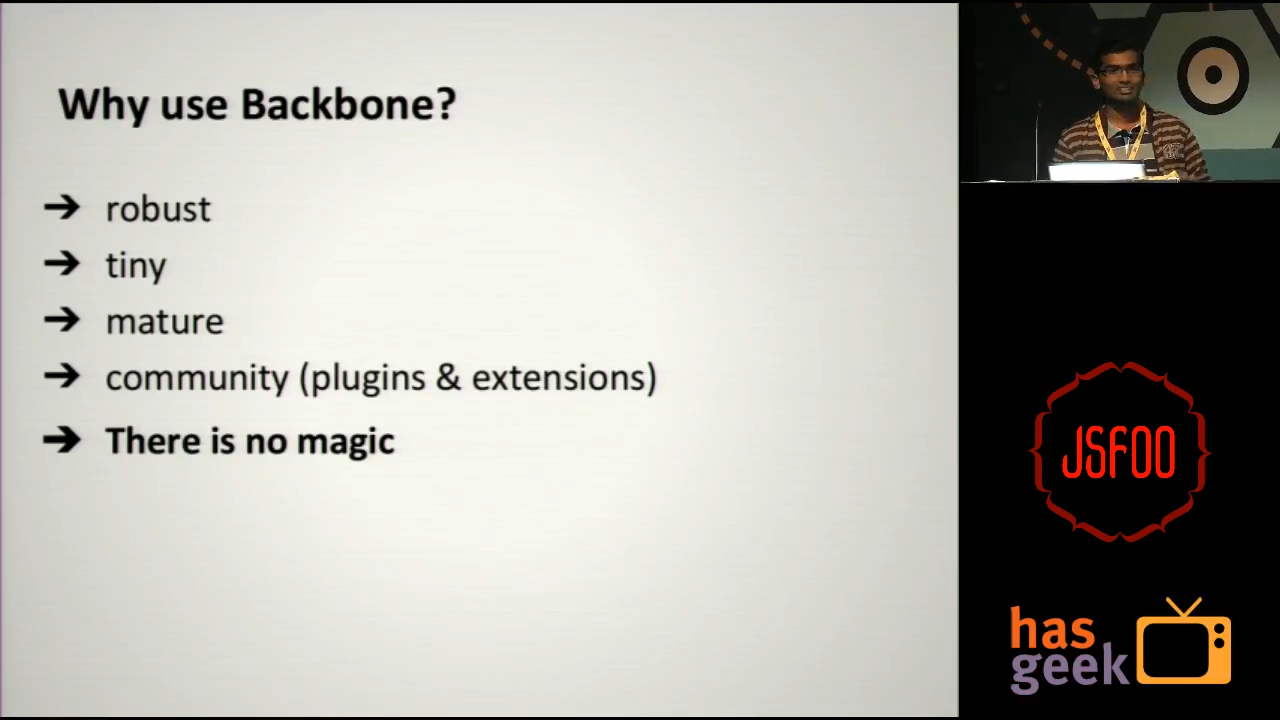 Why use Backbone?
➔ robust
➔ tiny
➔ mature
➔ community (plugins & extensions)
➔ There is no magic
JSFOO
has
geek